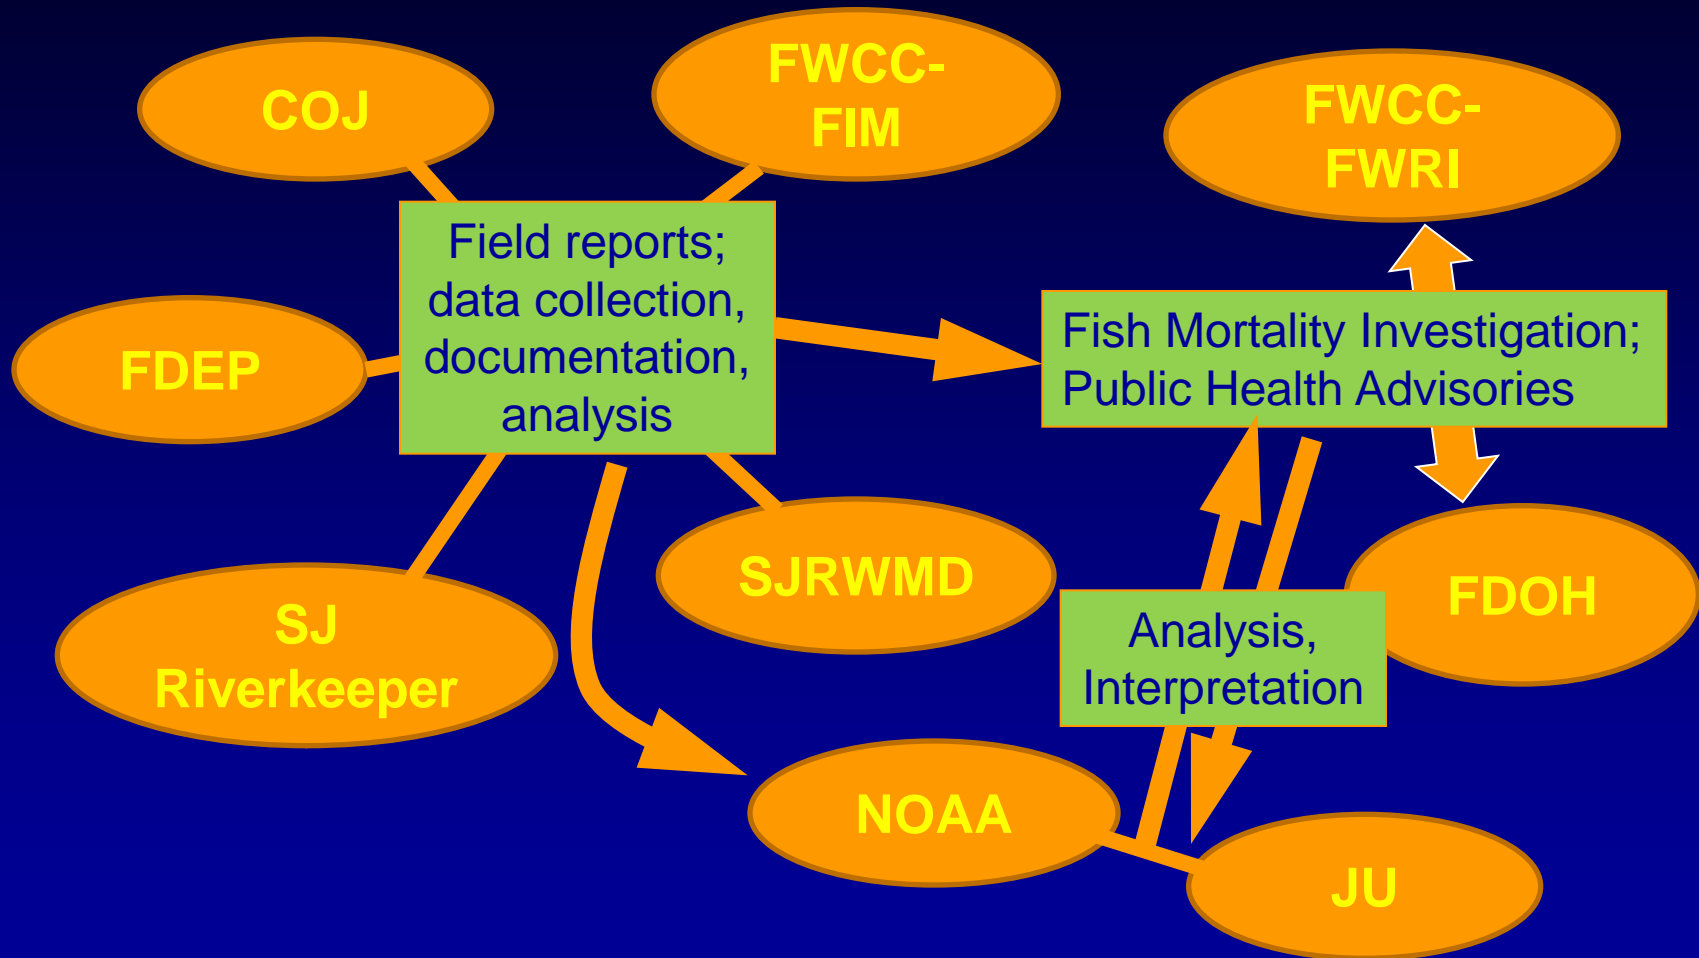 COJ
FWCC-
FIM
FWCC-
FWRI
Field reports;
data collection,
documentation,
analysis
Fish Mortality Investigation;
Public Health Advisories
FDEP
SJRWMD
FDOH
SJ
Riverkeeper
Analysis,
Interpretation
NOAA
JU